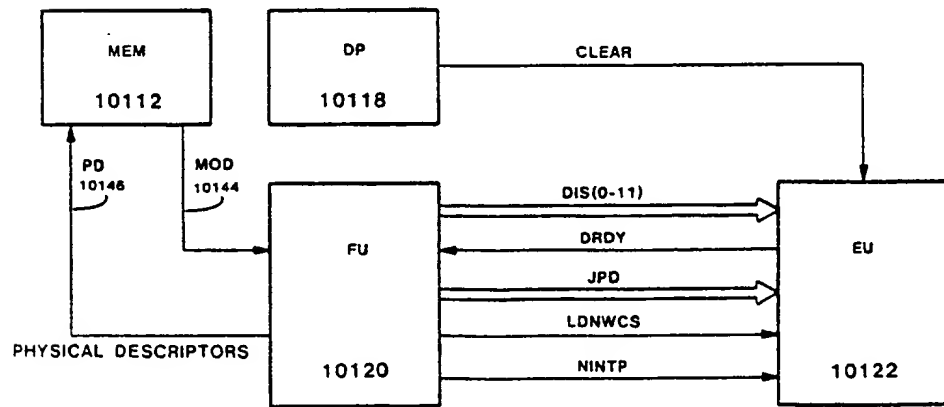 MEM
10112
DP
10118
CLEAR
PD
10146
MOD
10144
DIS(0-11)
DRDY
FU
EU
JPD
LDNWCS
PHYSICAL DESCRIPTORS
10120
NINTP
10122